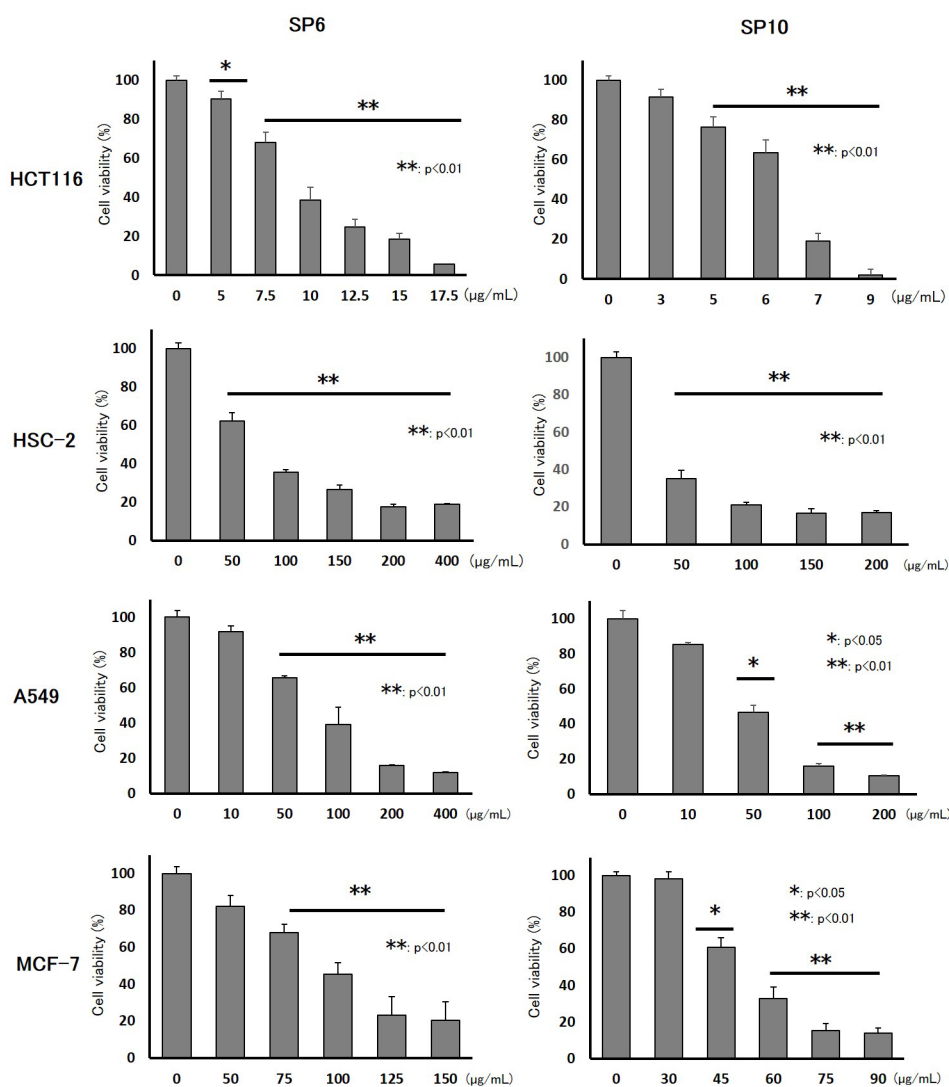 SP6
SP10
HCT116
Cell viability (%)
100
80
60
40
20
0
*
**
**: p<0.01
0 5 7.5 10 12.5 15 17.5 (µg/mL)
Cell viability (%)
100
80
60
40
20
0
**
**: p<0.01
0 3 5 6 7 9 (µg/mL)
HSC-2
Cell viability (%)
100
80
60
40
20
0
**
**: p<0.01
0 50 100 150 200 400 (µg/mL)
Cell viability (%)
100
80
60
40
20
0
**
**: p<0.01
0 50 100 150 200 (µg/mL)
A549
Cell viability (%)
100
80
60
40
20
0
**
**: p<0.01
0 10 50 100 200 400 (µg/mL)
Cell viability (%)
100
80
60
40
20
0
*: p<0.05
**: p<0.01
*
**
0 10 50 100 200 (µg/mL)
MCF-7
Cell viability (%)
100
80
60
40
20
0
**
**: p<0.01
0 50 75 100 125 150 (µg/mL)
Cell viability (%)
100
80
60
40
20
0
*: p<0.05
**: p<0.01
*
**
0 30 45 60 75 90 (µg/mL)